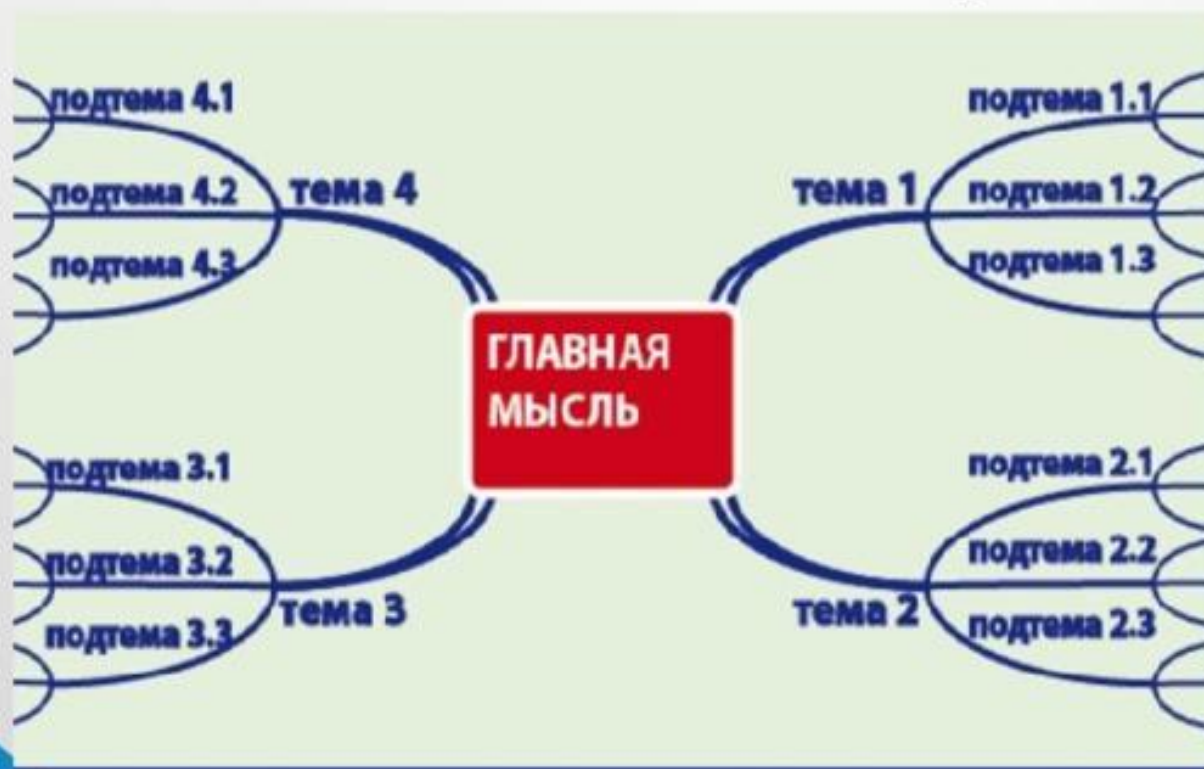 подтема 4.1
подтема 4.2
подтема 4.3
тема 4
тема 1
подтема 1.1
подтема 1.2
подтема 1.3
ГЛАВНАЯ
МЫСЛЬ
подтема 3.1
подтема 3.2
подтема 3.3
тема 3
тема 2
подтема 2.1
подтема 2.2
подтема 2.3